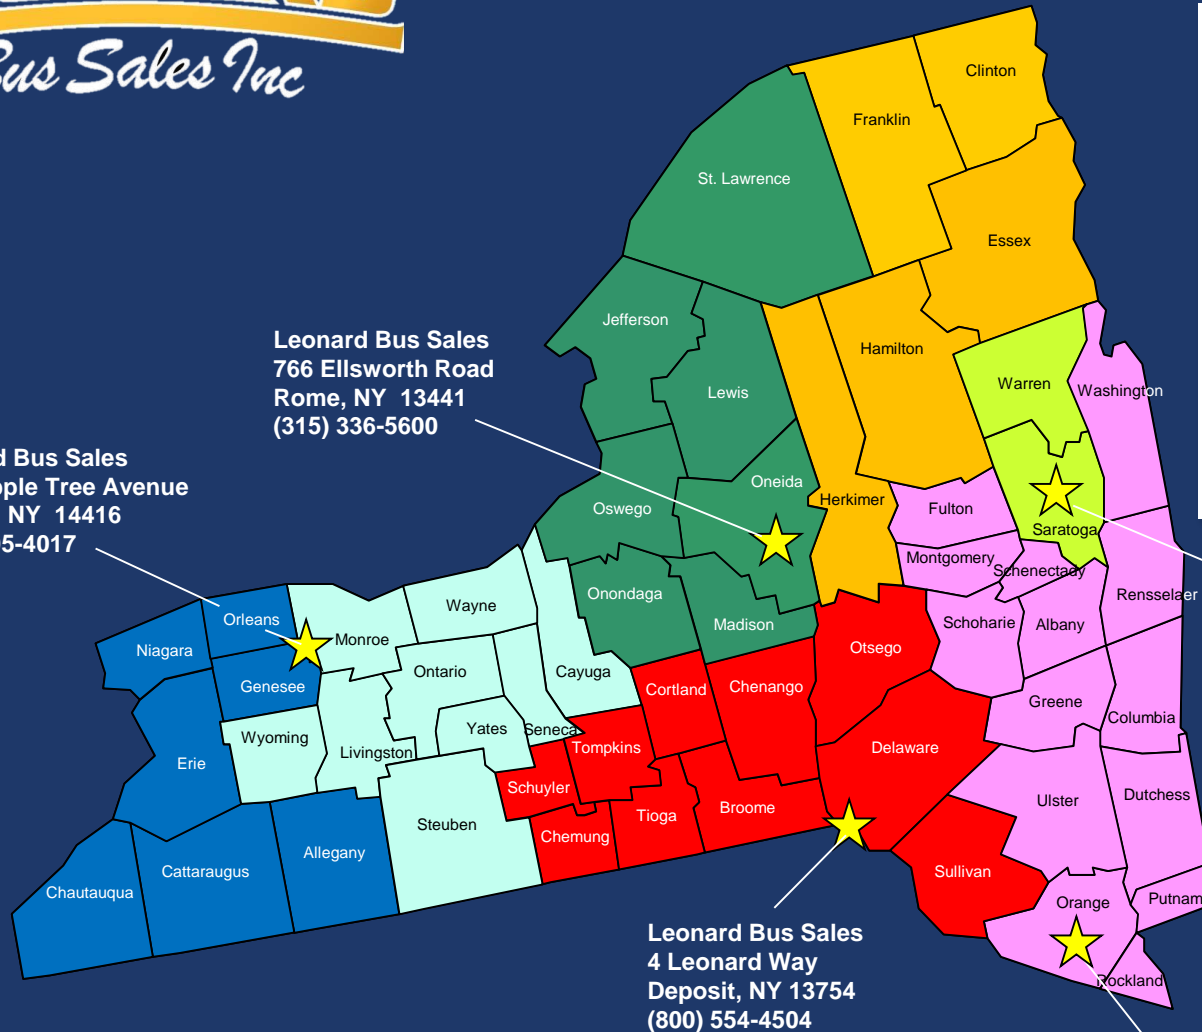 Bus Sales Inc
Clinton
Franklin
St. Lawrence
Essex
Jefferson
Hamilton
Leonard Bus Sales
766 Ellsworth Road
Rome, NY 13441
(315) 336-5600
Lewis
Warren
Washington
d Bus Sales
ple Tree Avenue
NY 14416
5-4017
Oneida
Herkimer
Oswego
Fulton
Saratoga
Montgomery
Schenectady
Onondaga
Rensselaer
Wayne
Orleans
Monroe
Madison
Schoharie
Albany
Niagara
Otsego
Genesee
Ontario
Cayuga
Cortland
Chenango
Greene
Columbia
Wyoming
Livingston
Yates
Seneca
Tompkins
Delaware
Erie
Schuyler
Ulster
Dutchess
Steuben
Chemung
Tioga
Broome
Allegany
Cattaraugus
Chautauqua
Sullivan
Orange
Putnam
Rockland
Leonard Bus Sales
4 Leonard Way
Deposit, NY 13754
(800) 554-4504